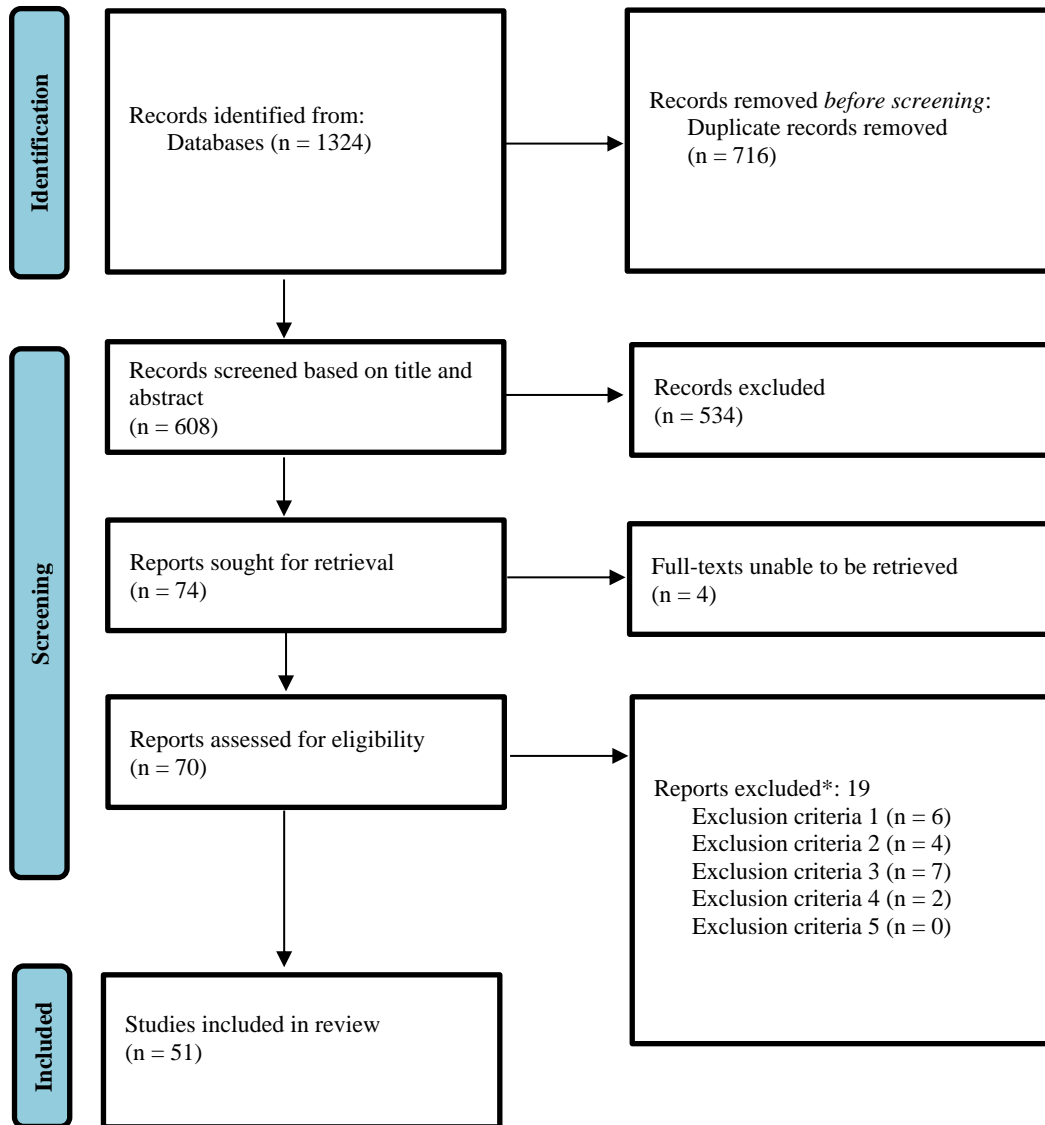 Identification
Records identified from:
Databases (n = 1324)
Records removed before screening:
Duplicate records removed
(n = 716)
Screening
Records screened based on title and
abstract
(n = 608)
Records excluded
(n = 534)
Reports sought for retrieval
(n = 74)
Full-texts unable to be retrieved
(n = 4)
Reports assessed for eligibility
(n = 70)
Reports excluded*: 19
Exclusion criteria 1 (n = 6)
Exclusion criteria 2 (n = 4)
Exclusion criteria 3 (n = 7)
Exclusion criteria 4 (n = 2)
Exclusion criteria 5 (n = 0)
Included
Studies included in review
(n = 51)